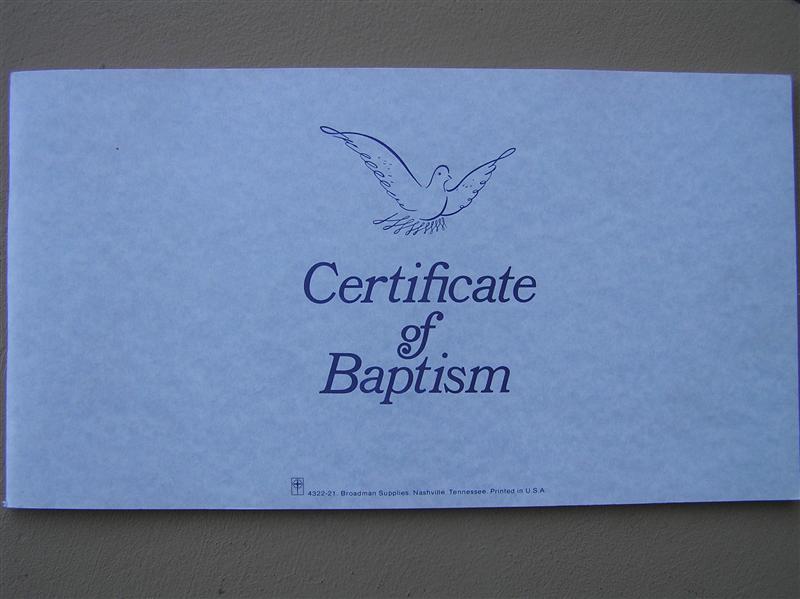 Certificate
of
Baptism
4322-21. Broadman Supplies. Nashville. Tennessee. Printed in U.S.A.